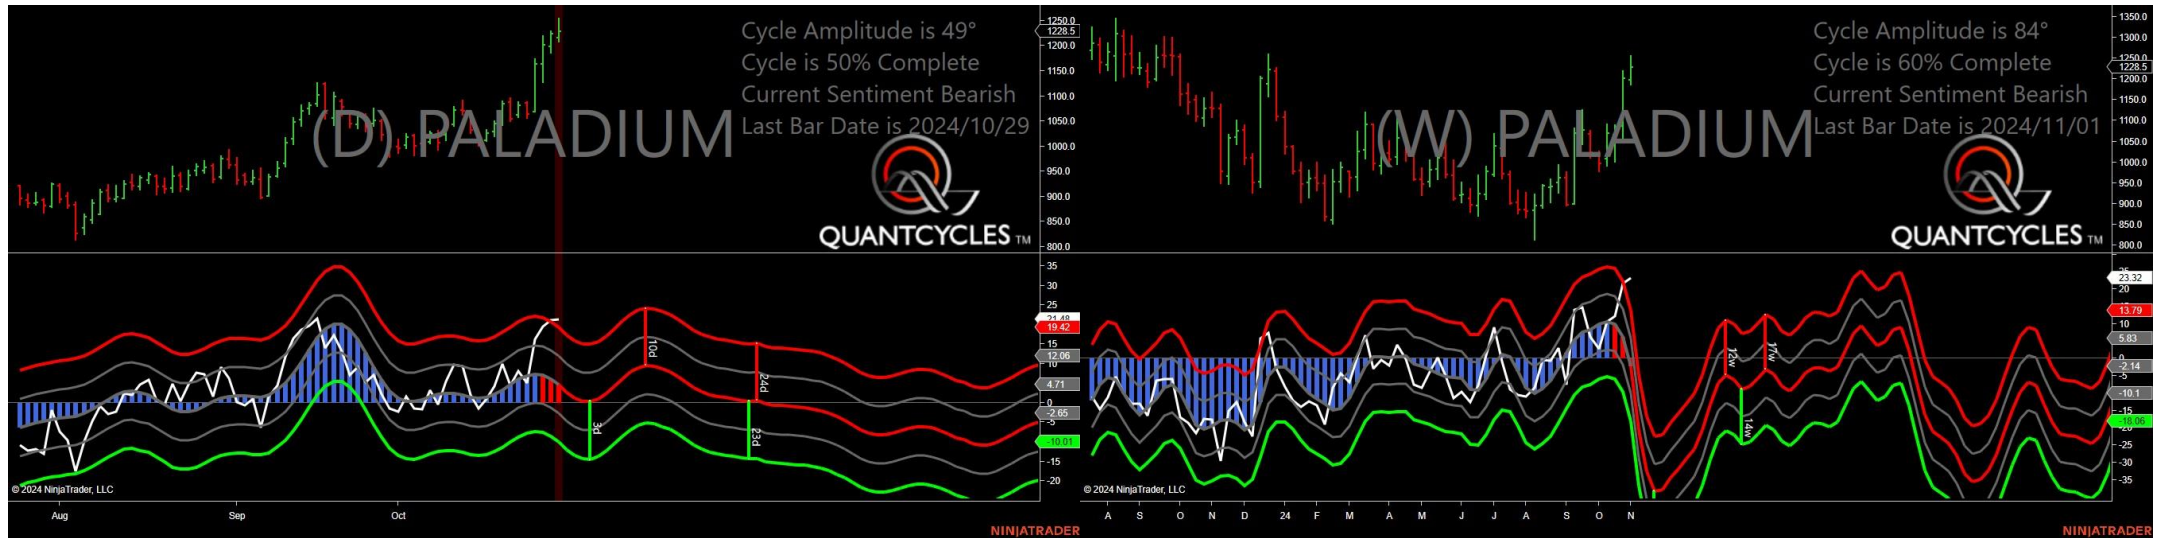 Cycle Amplitude is 49°
Cycle is 50% Complete
Current Sentiment Bearish
Last Bar Date is 2024/10/29
(D) PALADIUM
QUANTCYCLES TM
1250.0
1228.5
1200.0
1150.0
1100.0
1050.0
1000.0
950.0
900.0
850.0
800.0
35
30
25
21.48
19.42
15
12.06
10
4.71
0
-2.65
-5
-10.01
-15
-20
10d
24d
3d
23d
© 2024 NinjaTrader, LLC
Aug
Sep
Oct
NINJATRADER
Cycle Amplitude is 84°
Cycle is 60% Complete
Current Sentiment Bearish
Last Bar Date is 2024/11/01
(W) PALADIUM
QUANTCYCLES TM
1350.0
1300.0
1250.0
1228.5
1200.0
1150.0
1100.0
1050.0
1000.0
950.0
900.0
850.0
800.0
25
23.32
20
13.79
10
5.83
0
-2.14
-5
-10.1
-15
-18.06
-20
-25
-30
-35
12w
17w
14w
© 2024 NinjaTrader, LLC
A S O N D 24 F M A M J J A S O N
NINJATRADER